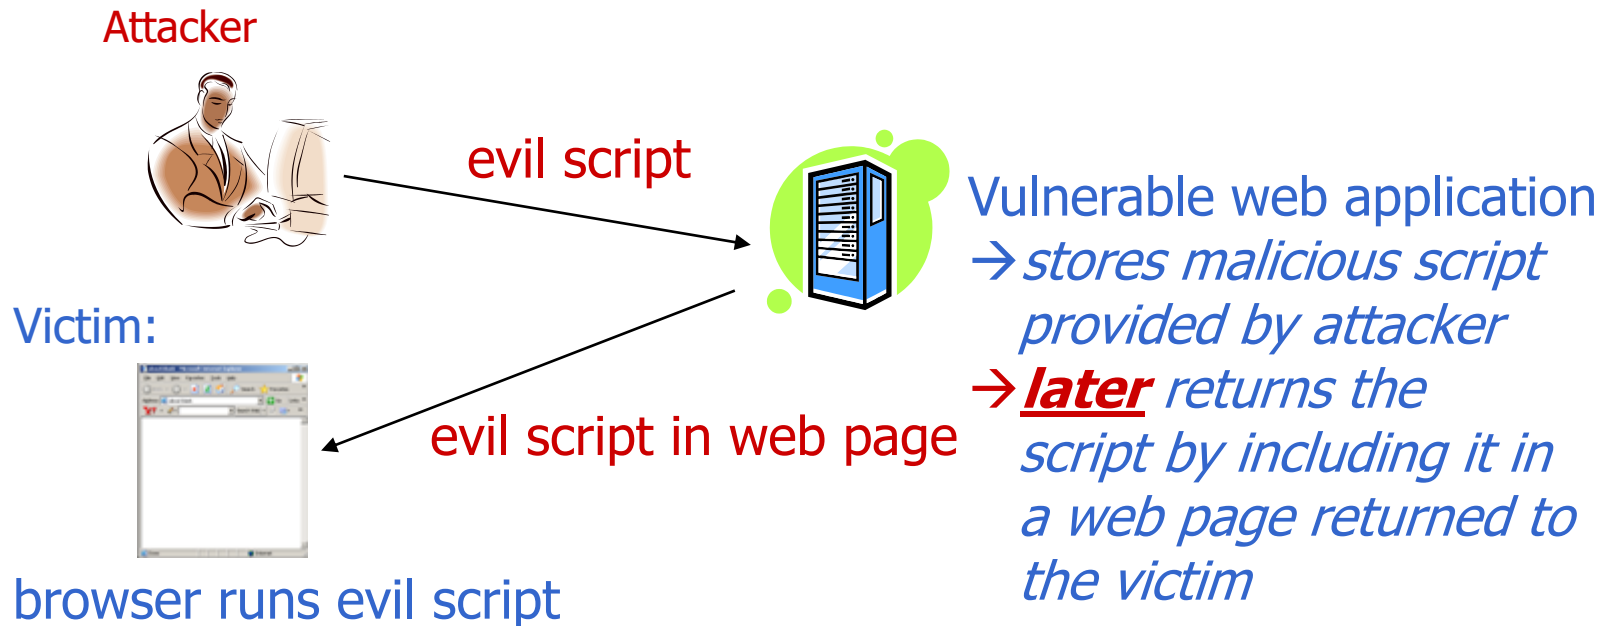 Attacker
evil script
Vulnerable web application
→stores malicious script
provided by attacker
→later returns the
script by including it in
a web page returned to
the victim
Victim:
evil script in web page
browser runs evil script